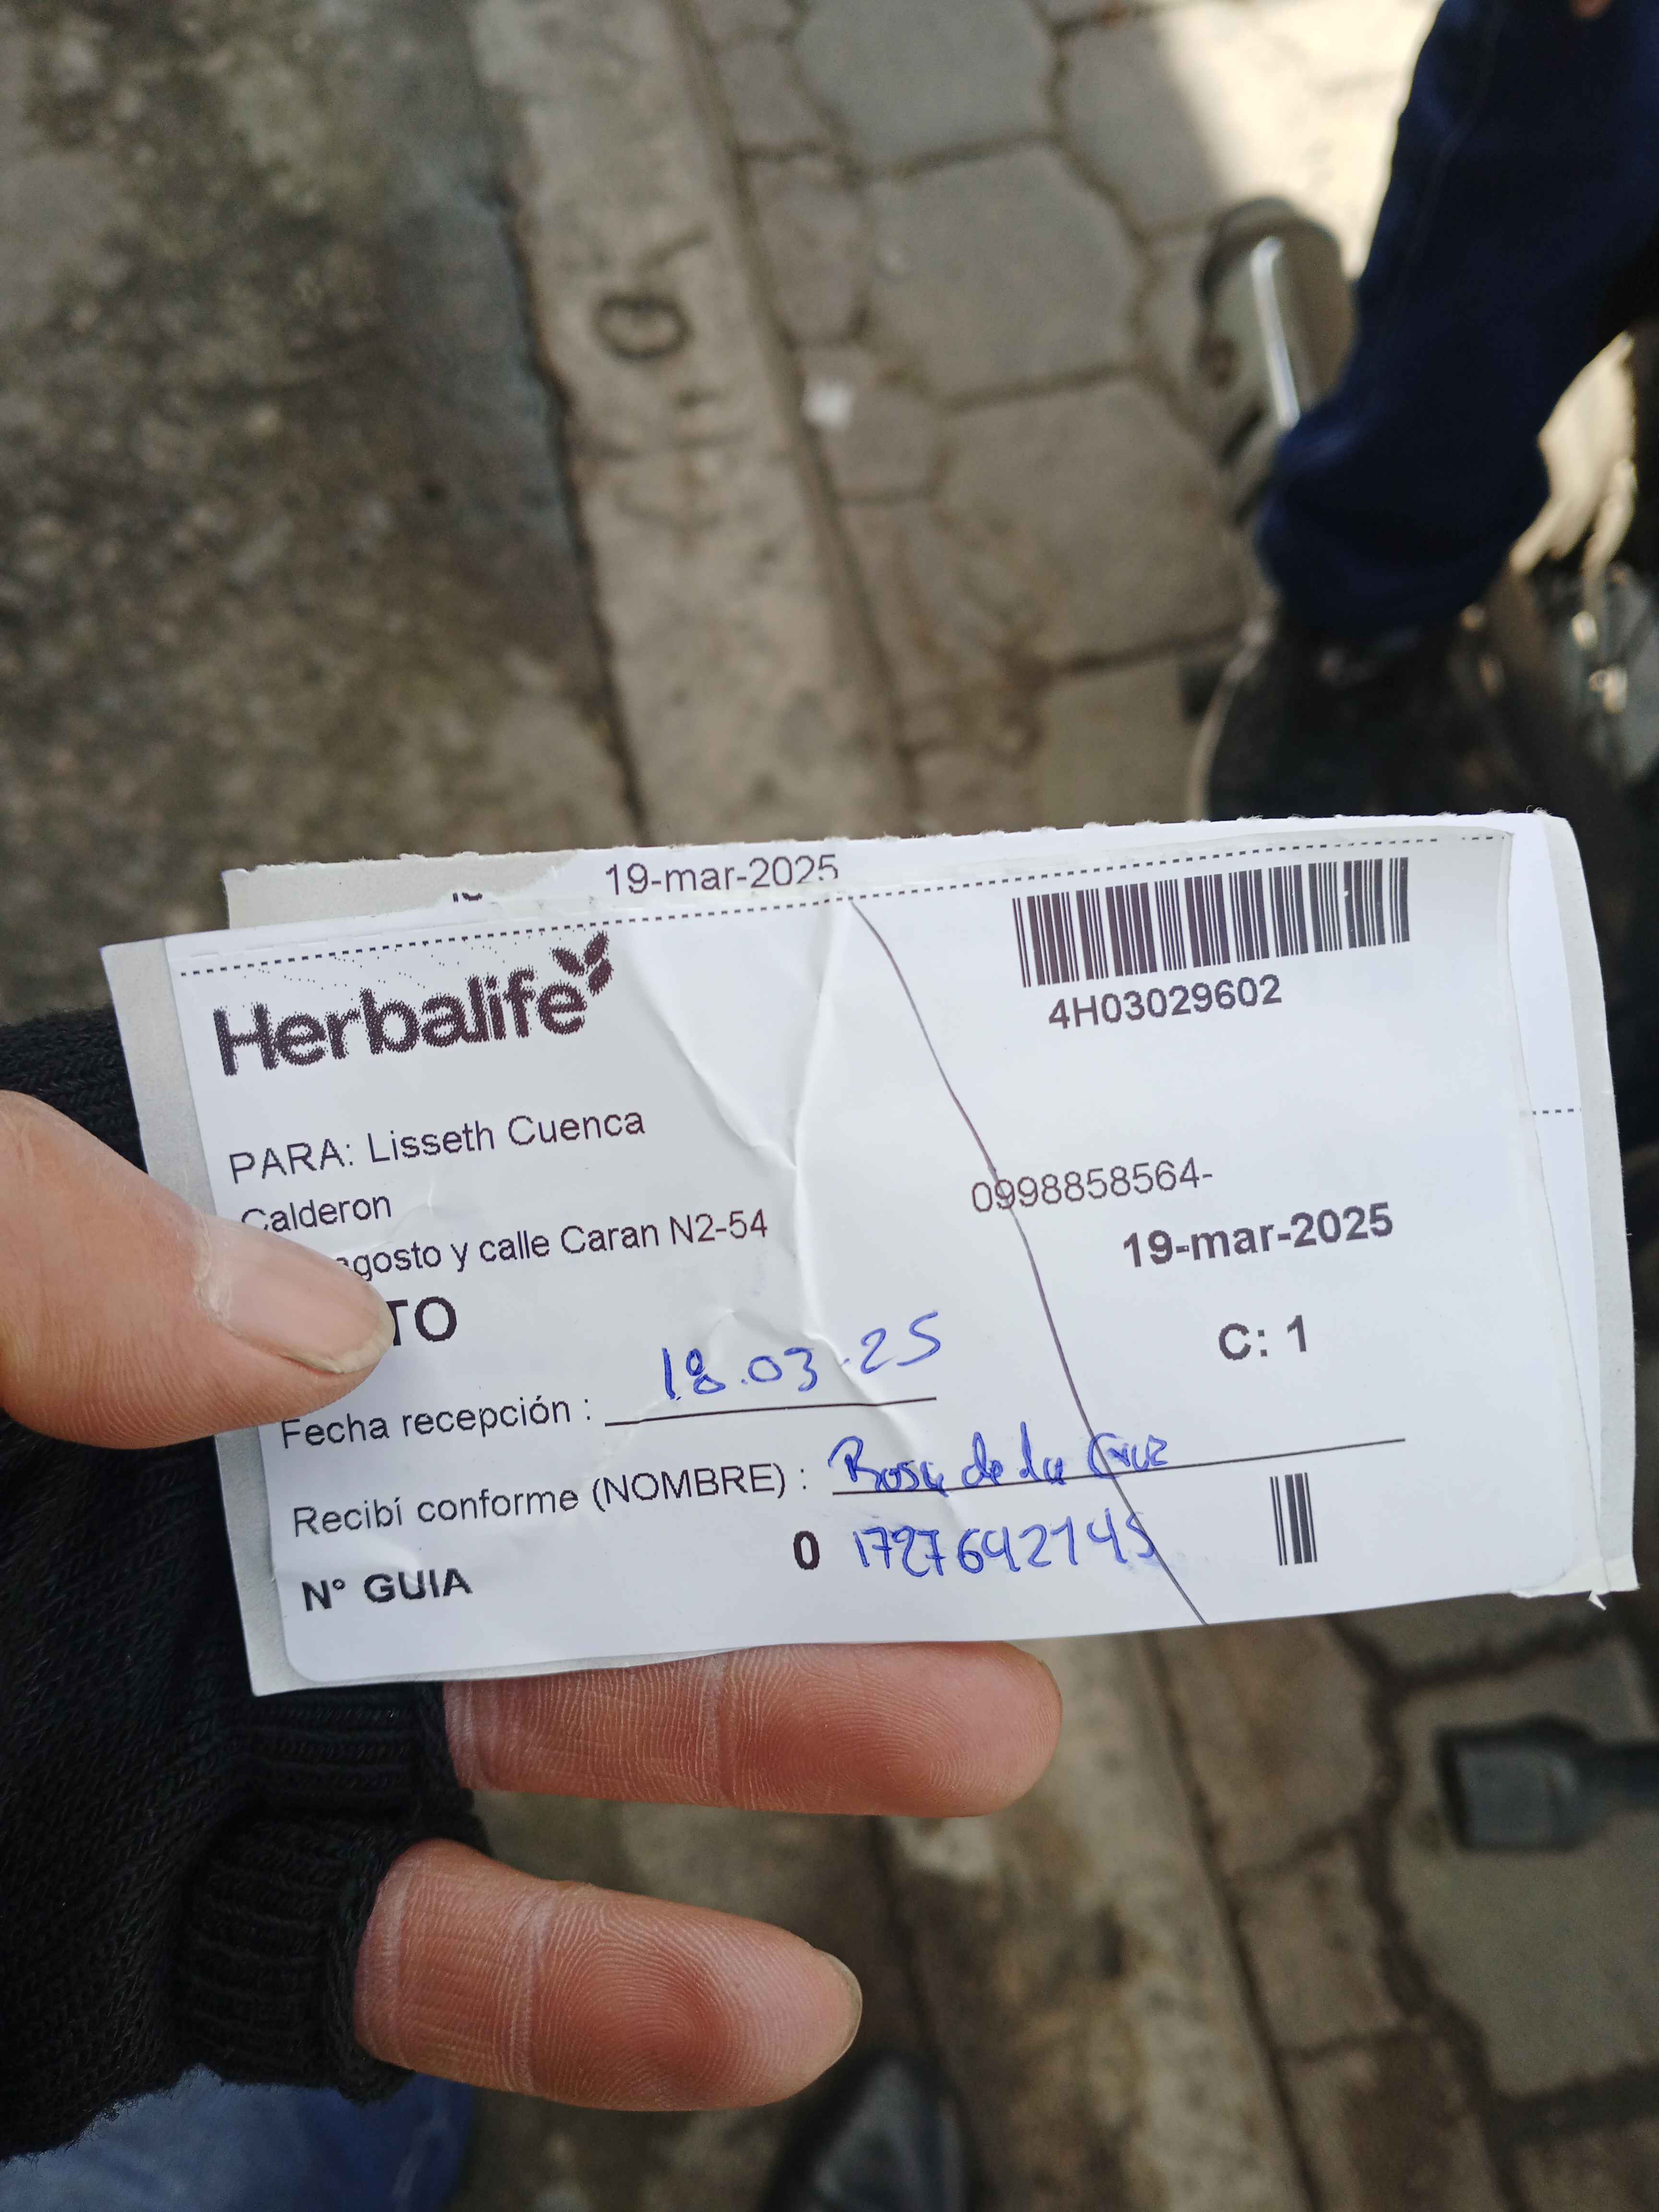 19-mar-2025
Herbalife
4H03029602
PARA: Lisseth Cuenca
Calderon
0998858564-
agosto y calle Caran N2-54
19-mar-2025
TO
C: 1
Fecha recepción : 18.03.25
Recibí conforme (NOMBRE) : Rosa de la Cruz
N° GUIA 0 1727642145